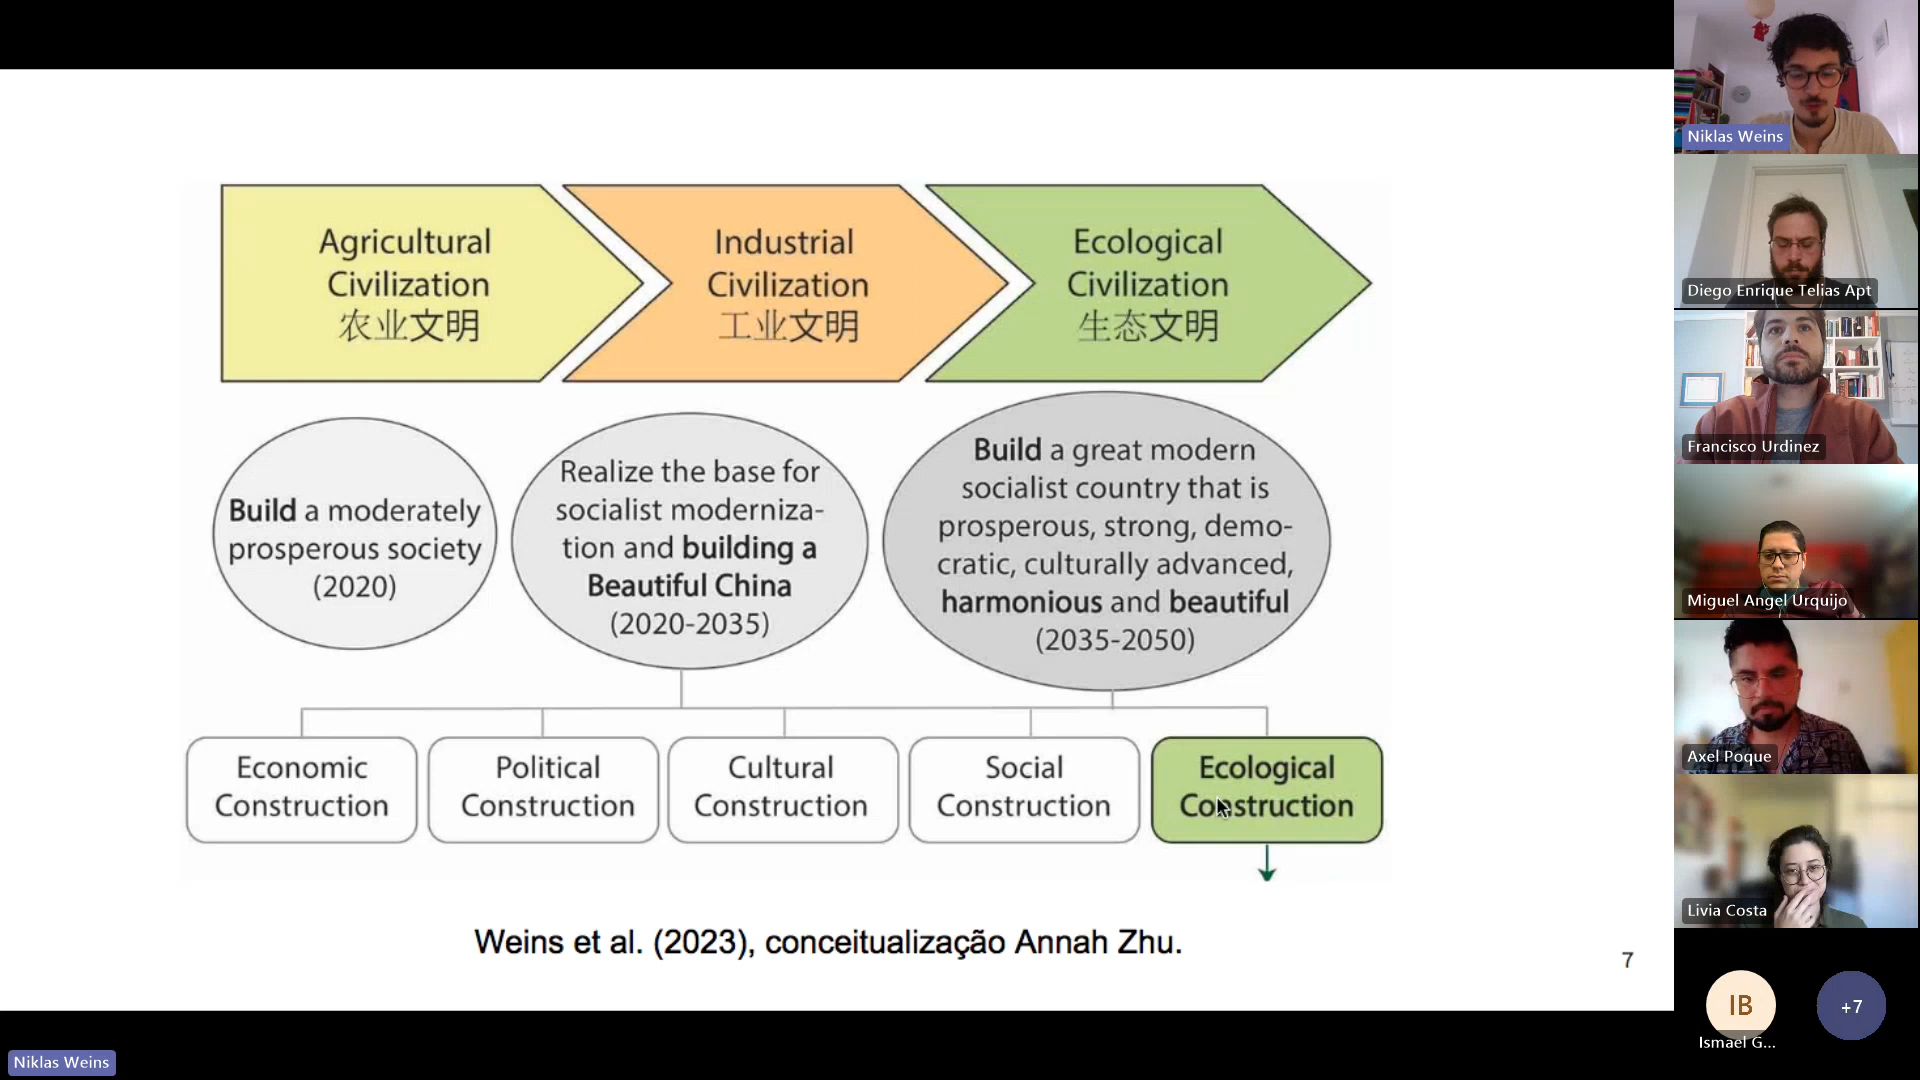 Agricultural
Civilization
农业文明
Industrial
Civilization
工业文明
Ecological
Civilization
生态文明
Build a moderately
prosperous society
(2020)
Realize the base for
socialist moderniza-
tion and building a
Beautiful China
(2020-2035)
Build a great modern
socialist country that is
prosperous, strong, demo-
cratic, culturally advanced,
harmonious and beautiful
(2035-2050)
Economic
Construction
Political
Construction
Cultural
Construction
Social
Construction
Ecological
Construction
Weins et al. (2023), conceitualização Annah Zhu.
7
Niklas Weins
Diego Enrique Telias Apt
Francisco Urdinez
Miguel Angel Urquijo
Axel Poque
Livia Costa
IB
+7
Ismael G...
Niklas Weins